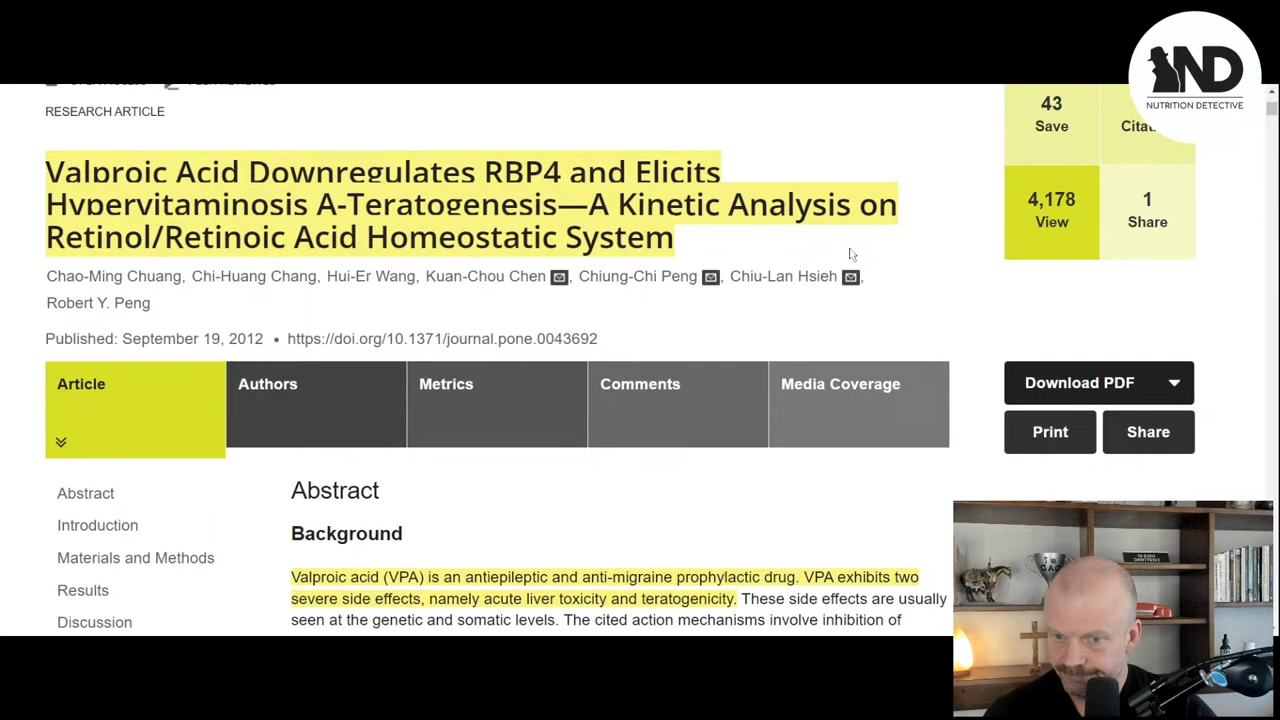 ND
NUTRITION DETECTIVE
RESEARCH ARTICLE
43
Save
4,178
View
1
Share
Valproic Acid Downregulates RBP4 and Elicits
Hypervitaminosis A-Teratogenesis—A Kinetic Analysis on
Retinol/Retinoic Acid Homeostatic System
Chao-Ming Chuang, Chi-Huang Chang, Hui-Er Wang, Kuan-Chou Chen, Chiung-Chi Peng, Chiu-Lan Hsieh,
Robert Y. Peng
Published: September 19, 2012 • https://doi.org/10.1371/journal.pone.0043692
Article
Authors
Metrics
Comments
Media Coverage
Download PDF
Print
Share
Abstract
Introduction
Materials and Methods
Results
Discussion
Abstract
Background
Valproic acid (VPA) is an antiepileptic and anti-migraine prophylactic drug. VPA exhibits two
severe side effects, namely acute liver toxicity and teratogenicity. These side effects are usually
seen at the genetic and somatic levels. The cited action mechanisms involve inhibition of